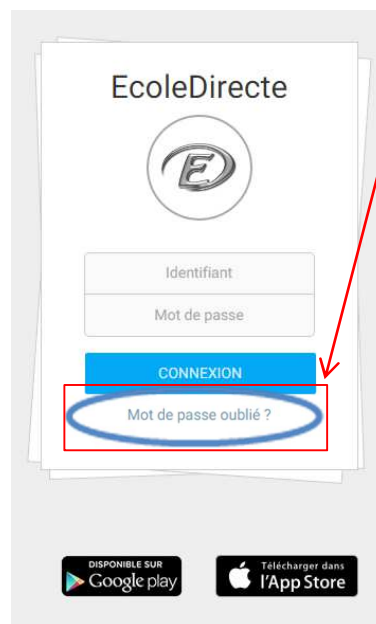 EcoleDirecte
E
Identifiant
Mot de passe
CONNEXION
Mot de passe oublié ?
DISPONIBLE SUR
Google play
Télécharger dans
l'App Store